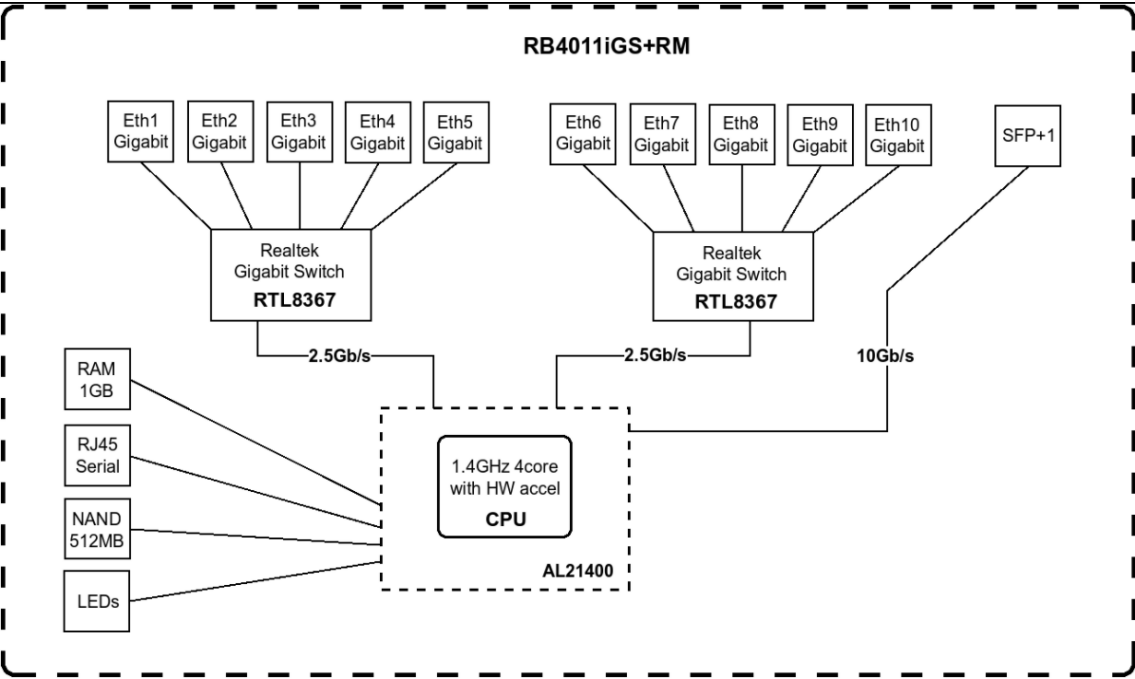 RB4011iGS+RM
Eth1
Gigabit
Eth2
Gigabit
Eth3
Gigabit
Eth4
Gigabit
Eth5
Gigabit
Eth6
Gigabit
Eth7
Gigabit
Eth8
Gigabit
Eth9
Gigabit
Eth10
Gigabit
SFP+1
Realtek
Gigabit Switch
RTL8367
Realtek
Gigabit Switch
RTL8367
2.5Gb/s
2.5Gb/s
10Gb/s
RAM
1GB
RJ45
Serial
NAND
512MB
LEDs
1.4GHz 4core
with HW accel
CPU
AL21400